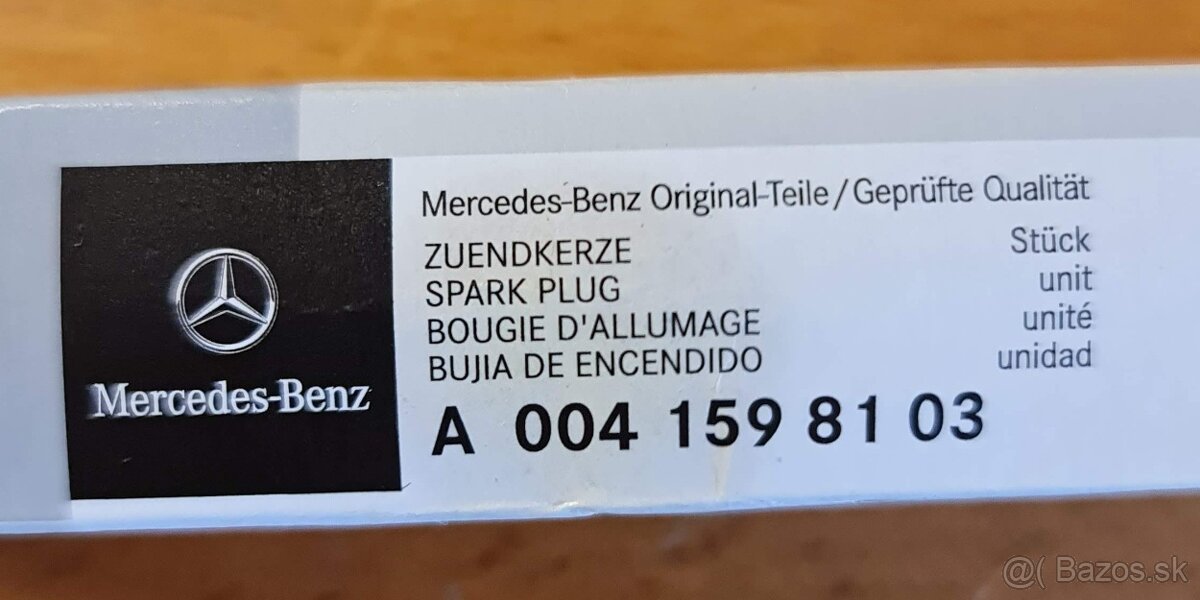 Mercedes-Benz
Mercedes-Benz Original-Teile/Geprüfte Qualität
ZUENDKERZE Stück
SPARK PLUG unit
BOUGIE D'ALLUMAGE unité
BUJIA DE ENCENDIDO unidad
A 004 159 81 03
@( Bazos.sk